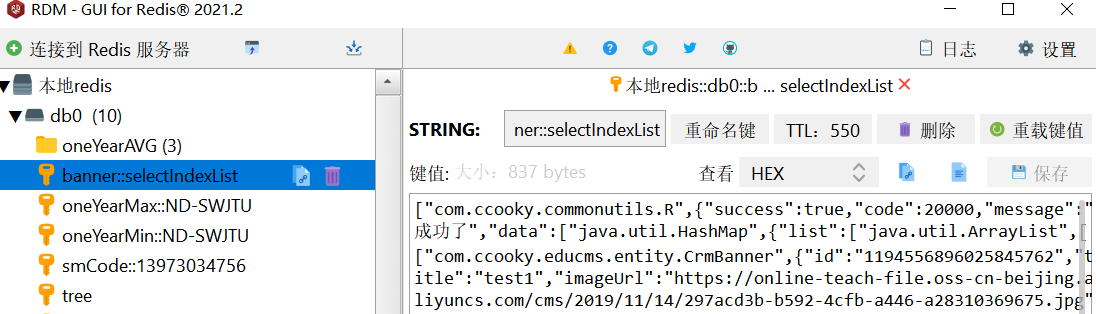 RDM - GUI for Redis® 2021.2
连接到 Redis 服务器
日志
设置
本地redis
db0 (10)
oneYearAVG (3)
banner::selectIndexList
oneYearMax::ND-SWJTU
oneYearMin::ND-SWJTU
smCode::13973034756
tree
本地redis::db0::b ... selectIndexList
STRING:
ner::selectIndexList
重命名键
TTL: 550
删除
重载键值
键值: 大小: 837 bytes
查看
HEX
保存
["com.ccooky.commonutils.R",{"success":true,"code":20000,"message":"
成功了","data":["java.util.HashMap",{"list":["java.util.ArrayList",[
["com.ccooky.educms.entity.CrmBanner",{"id":"1194556896025845762","t
itle":"test1","imageUrl":"https://online-teach-file.oss-cn-beijing.a
liyuncs.com/cms/2019/11/14/297acd3b-b592-4cfb-a446-a28310369675.jpg"